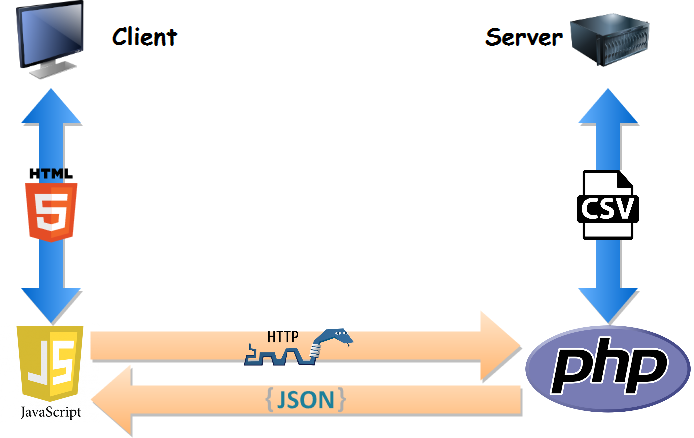 Client
Server
HTML
5
CSV
JS
JavaScript
HTTP
php
{JSON}